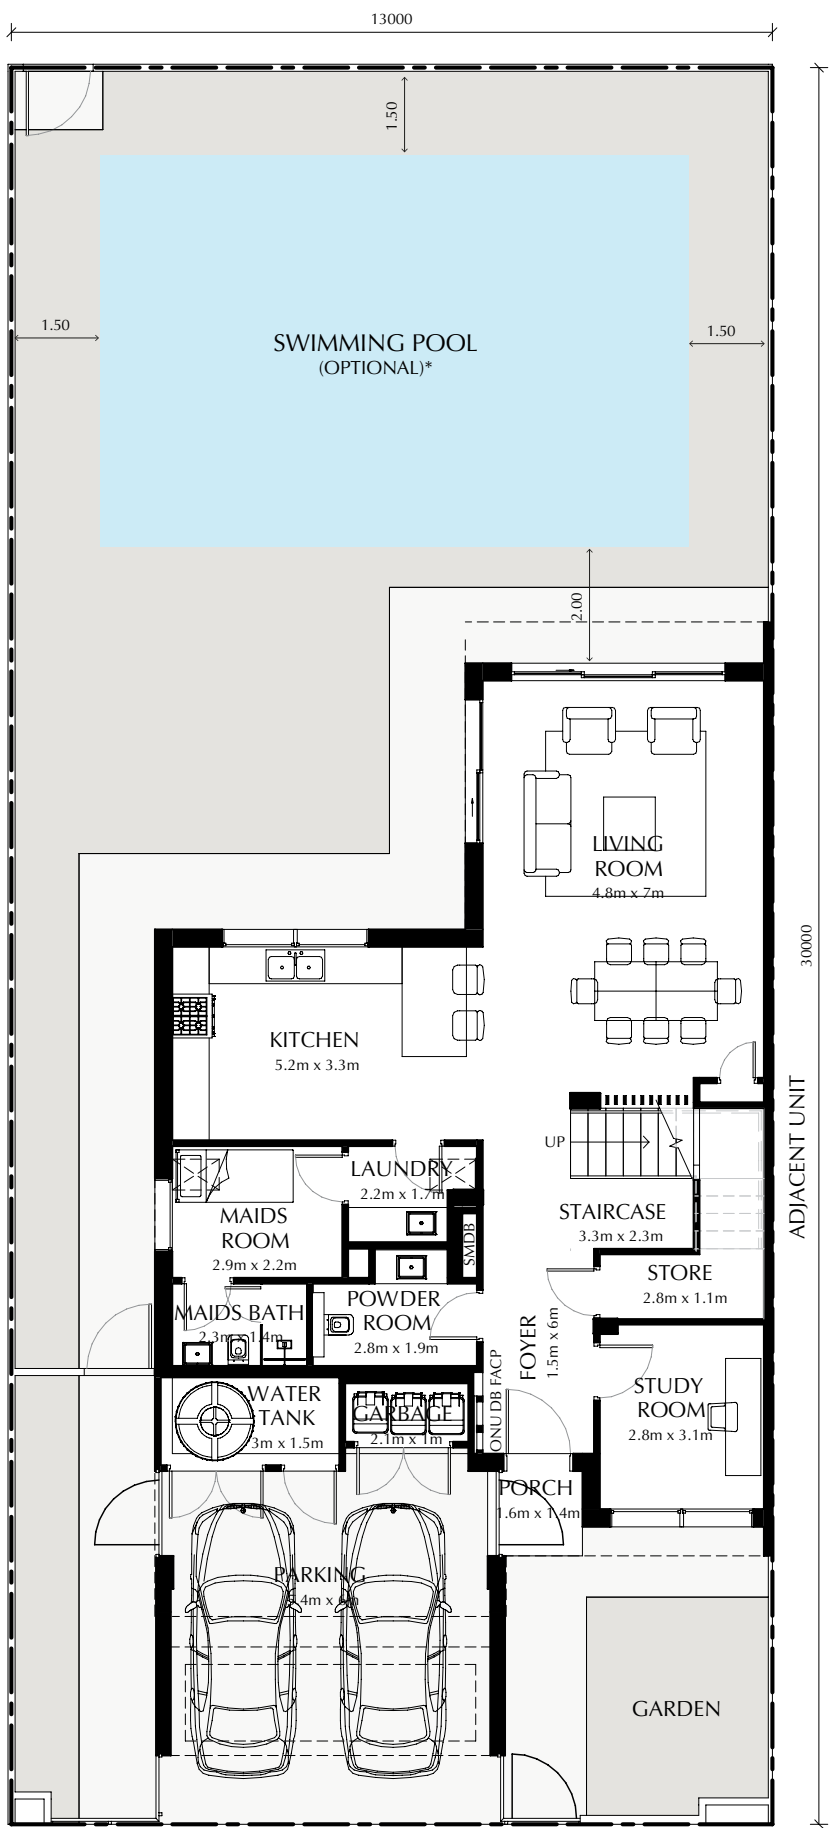 13000
1.50
1.50
1.50
SWIMMING POOL
(OPTIONAL)*
2.00
LIVING
ROOM
4.8m x 7m
30000
KITCHEN
5.2m x 3.3m
ADJACENT UNIT
UP
LAUNDRY
2.2m x 1.7m
STAIRCASE
3.3m x 2.3m
MAIDS
ROOM
2.9m x 2.2m
SMDB
STORE
2.8m x 1.1m
MAIDS BATH
2.3m x 1.4m
POWDER
ROOM
2.8m x 1.9m
FOYER
1.5m x 6m
ONU DB FACP
STUDY
ROOM
2.8m x 3.1m
WATER
TANK
3m x 1.5m
GARBAGE
2.1m x 1m
PORCH
1.6m x 1.4m
PARKING
GARDEN